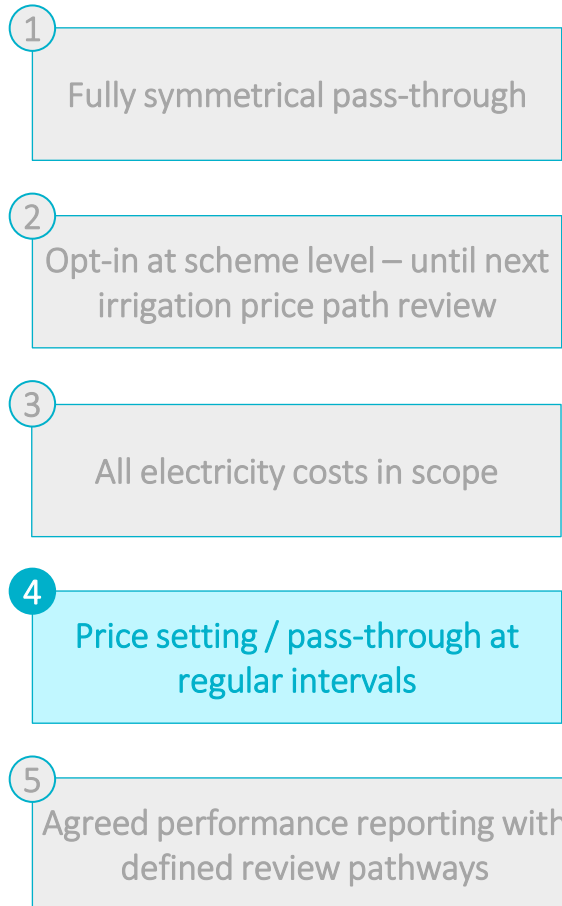 1
Fully symmetrical pass-through
2
Opt-in at scheme level – until next
irrigation price path review
3
All electricity costs in scope
4
Price setting / pass-through at
regular intervals
5
Agreed performance reporting with
defined review pathways